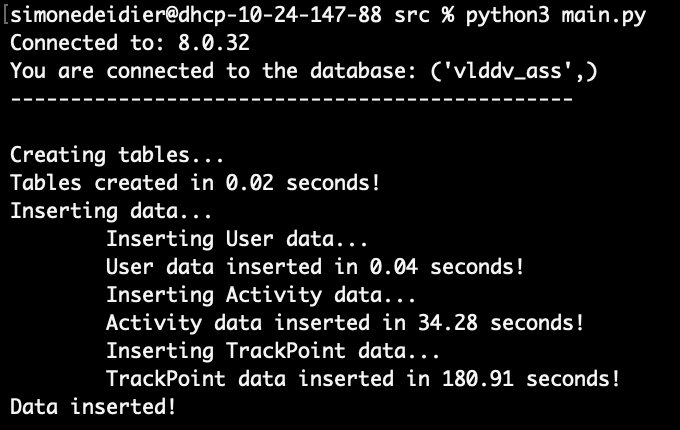 [simonedeidier@dhcp-10-24-147-88 src % python3 main.py
Connected to: 8.0.32
You are connected to the database: ('vlddv_ass',)
-----------------------------------------------

Creating tables...
Tables created in 0.02 seconds!
Inserting data...
        Inserting User data...
        User data inserted in 0.04 seconds!
        Inserting Activity data...
        Activity data inserted in 34.28 seconds!
        Inserting TrackPoint data...
        TrackPoint data inserted in 180.91 seconds!
Data inserted!